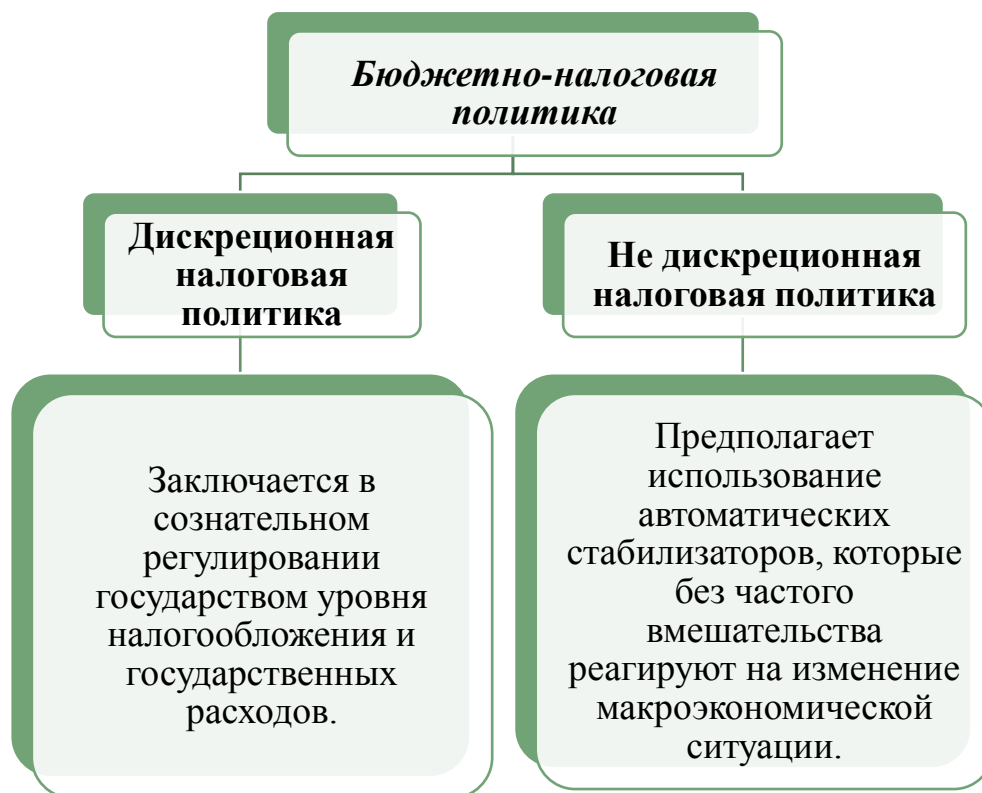 Бюджетно-налоговая
политика
Дискреционная
налоговая
политика
Не дискреционная
налоговая политика
Заключается в
сознательном
регулировании
государством уровня
налогообложения и
государственных
расходов.
Предполагает
использование
автоматических
стабилизаторов, которые
без частого
вмешательства
реагируют на изменение
макроэкономической
ситуации.